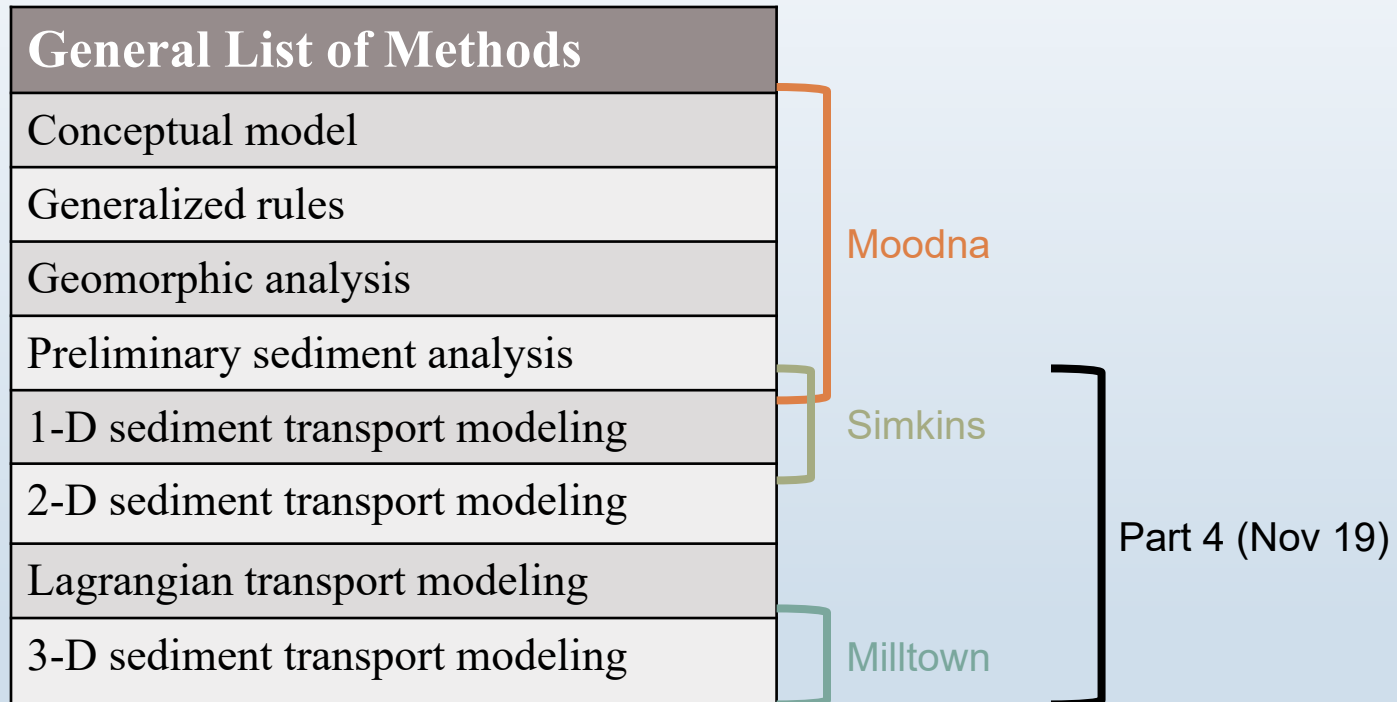 General List of Methods
Conceptual model
Generalized rules
Geomorphic analysis
Preliminary sediment analysis
1-D sediment transport modeling
2-D sediment transport modeling
Lagrangian transport modeling
3-D sediment transport modeling
Moodna
Simkins
Milltown
Part 4 (Nov 19)